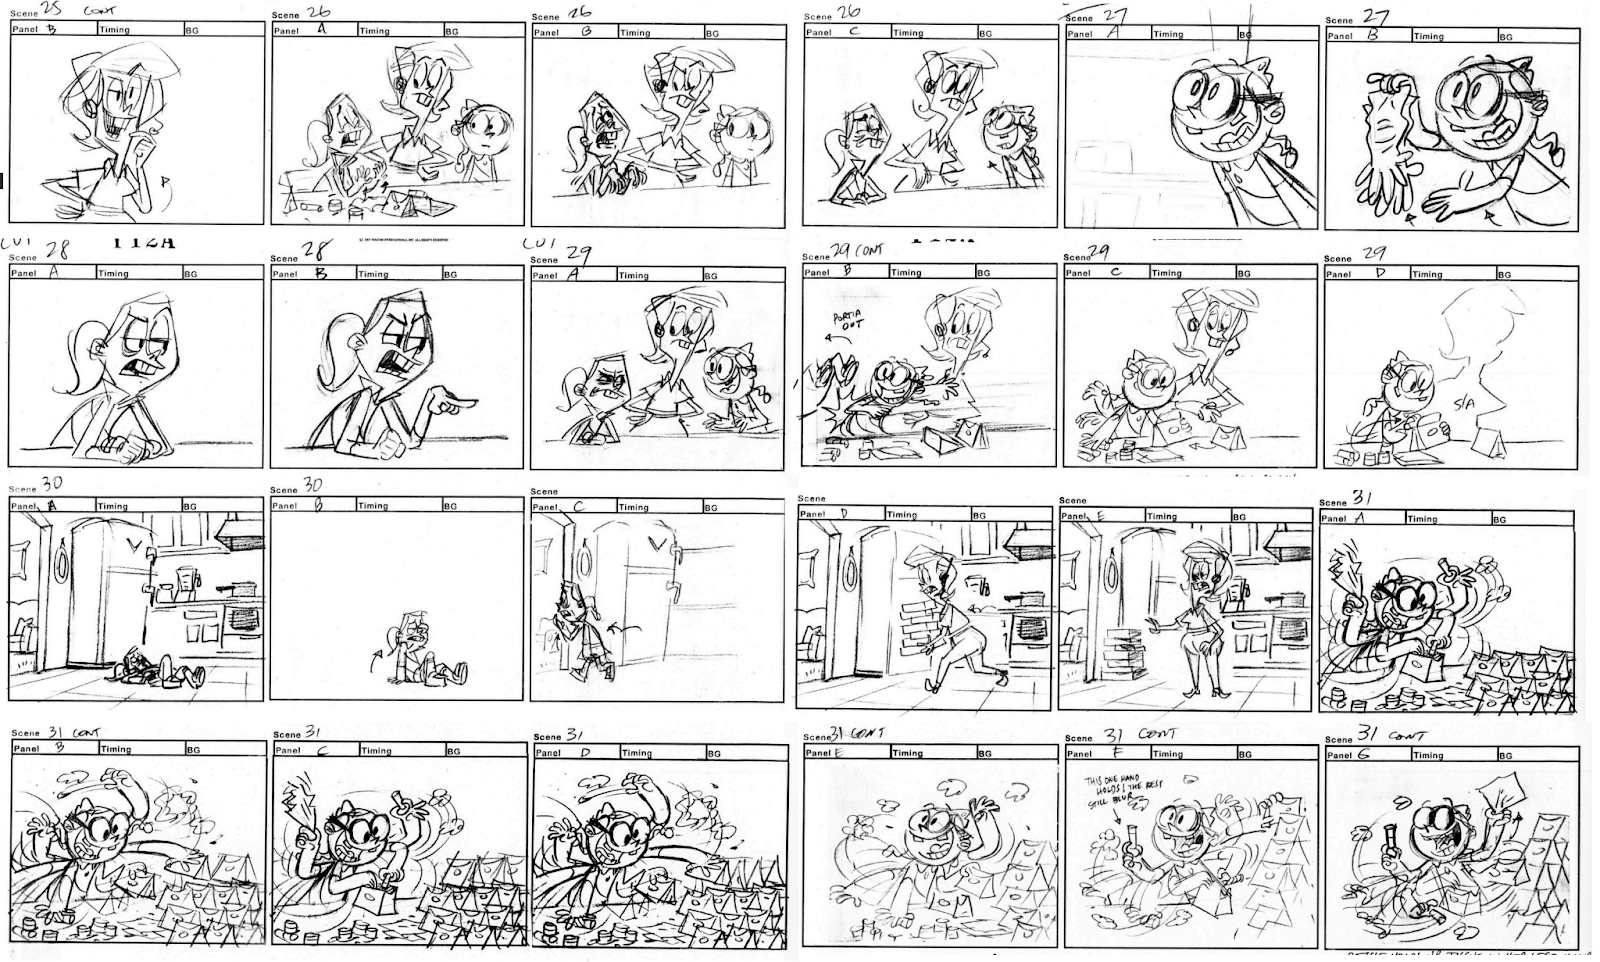 Scene 25 CONT
Panel B Timing BG
Scene 26
Panel A Timing BG
Scene 26
Panel B Timing BG
Scene 26
Panel C Timing BG
Scene 27
Panel A Timing BG
Scene 27
Panel B Timing BG
Scene 28
Panel A Timing BG
Scene 28
Panel B Timing BG
Scene 29
Panel A Timing BG
Scene 29 CONT
Panel B Timing BG
PORTIA
OUT
Scene 29
Panel C Timing BG
Scene 29
Panel D Timing BG
S/A
Scene 30
Panel A Timing BG
Scene 30
Panel B Timing BG
Scene
Panel C Timing BG
Scene
Panel D Timing BG
Scene
Panel E Timing BG
Scene 31
Panel A Timing BG
Scene 31 CONT
Panel B Timing BG
Scene 31
Panel C Timing BG
Scene 31
Panel D Timing BG
Scene 31 CONT
Panel E Timing BG
Scene 31 CONT
Panel F Timing BG
THIS ONE HAND
HOLDS! THE REST
STILL BLUR
Scene 31 CONT
Panel G Timing BG